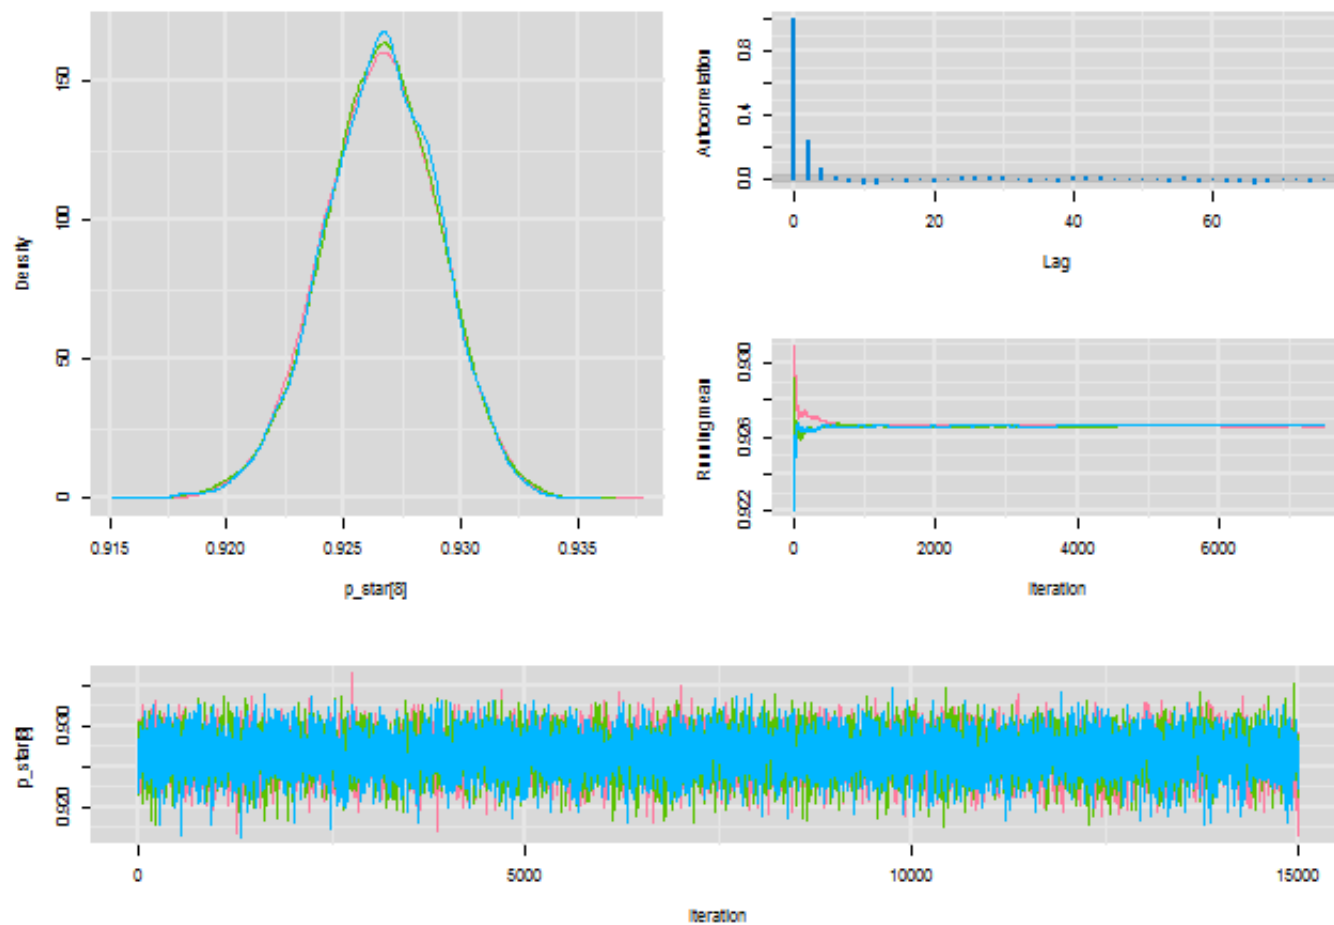 150
100
50
0
Density
0.915 0.920 0.925 0.930 0.935
p_star[8]
0.8
0.4
0.0
Autocorrelation
0 20 40 60
Lag
0.930
0.926
0.922
Running mean
0 2000 4000 6000
Iteration
0.930
0.920
p_star[8]
0 5000 10000 15000
Iteration